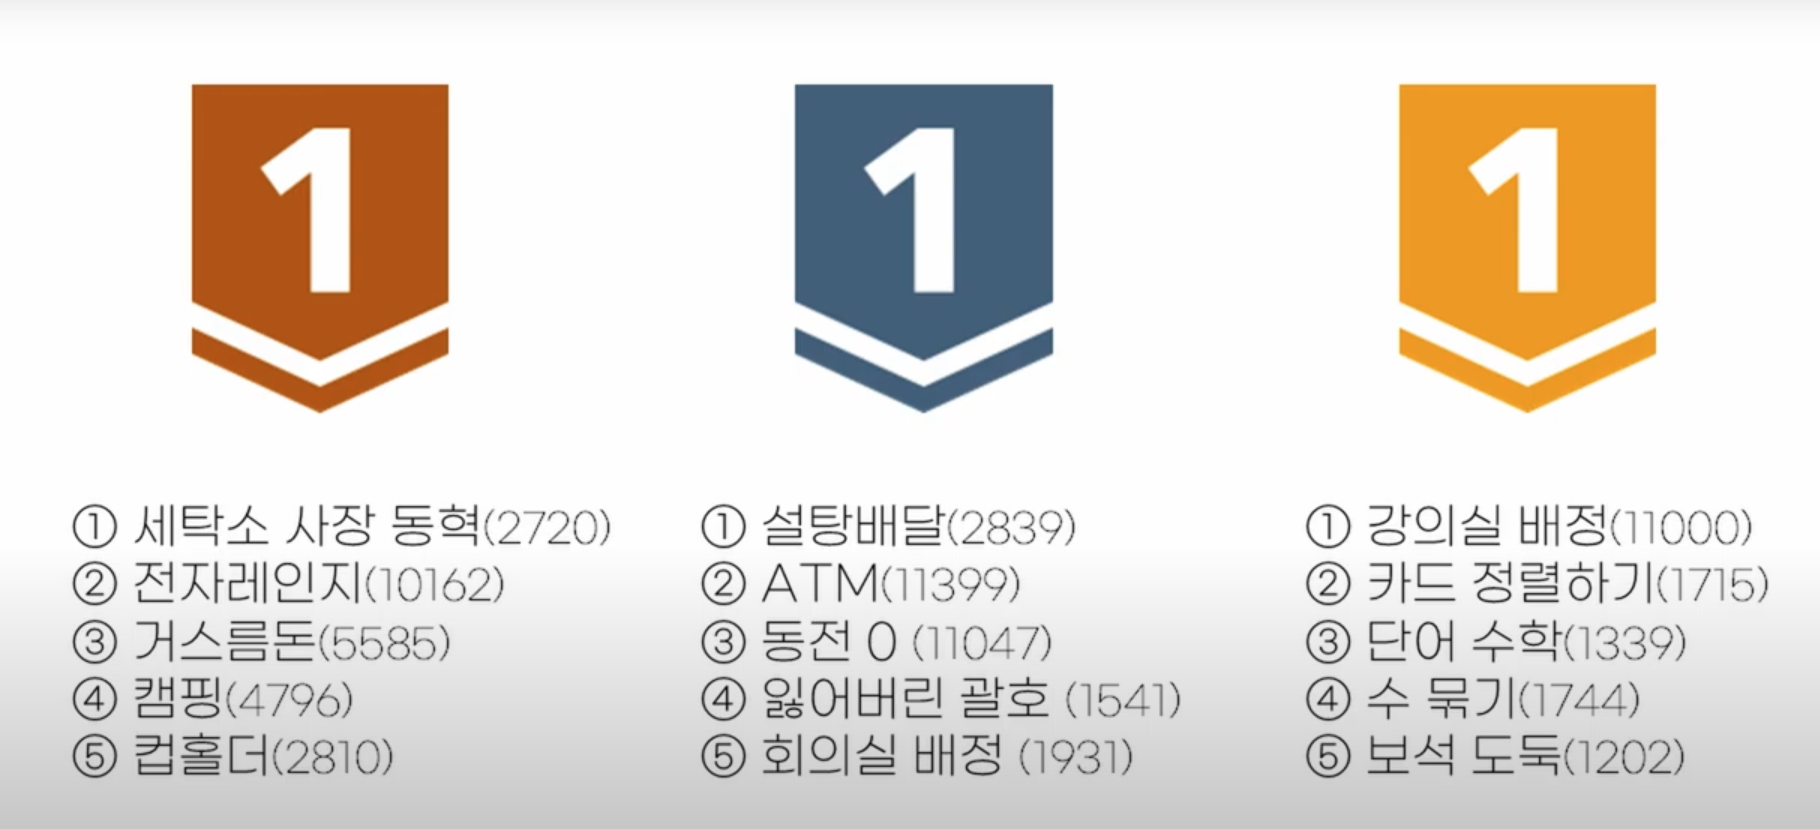 1
① 세탁소 사장 동혁(2720)
② 전자레인지(10162)
③ 거스름돈(5585)
④ 캠핑(4796)
⑤ 컵홀더(2810)
1
① 설탕배달(2839)
② ATM(11399)
③ 동전 0 (11047)
④ 잃어버린 괄호 (1541)
⑤ 회의실 배정 (1931)
1
① 강의실 배정(11000)
② 카드 정렬하기(1715)
③ 단어 수학(1339)
④ 수 묶기(1744)
⑤ 보석 도둑(1202)